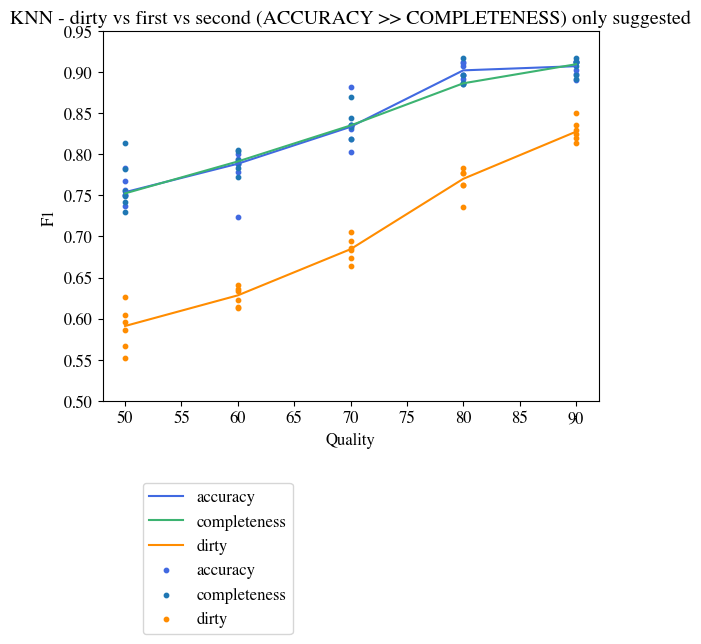 KNN - dirty vs first vs second (ACCURACY >> COMPLETENESS) only suggested
0.95
0.90
0.85
0.80
0.75
0.70
0.65
0.60
0.55
0.50
F1
50 55 60 65 70 75 80 85 90
Quality
accuracy
completeness
dirty
accuracy
completeness
dirty